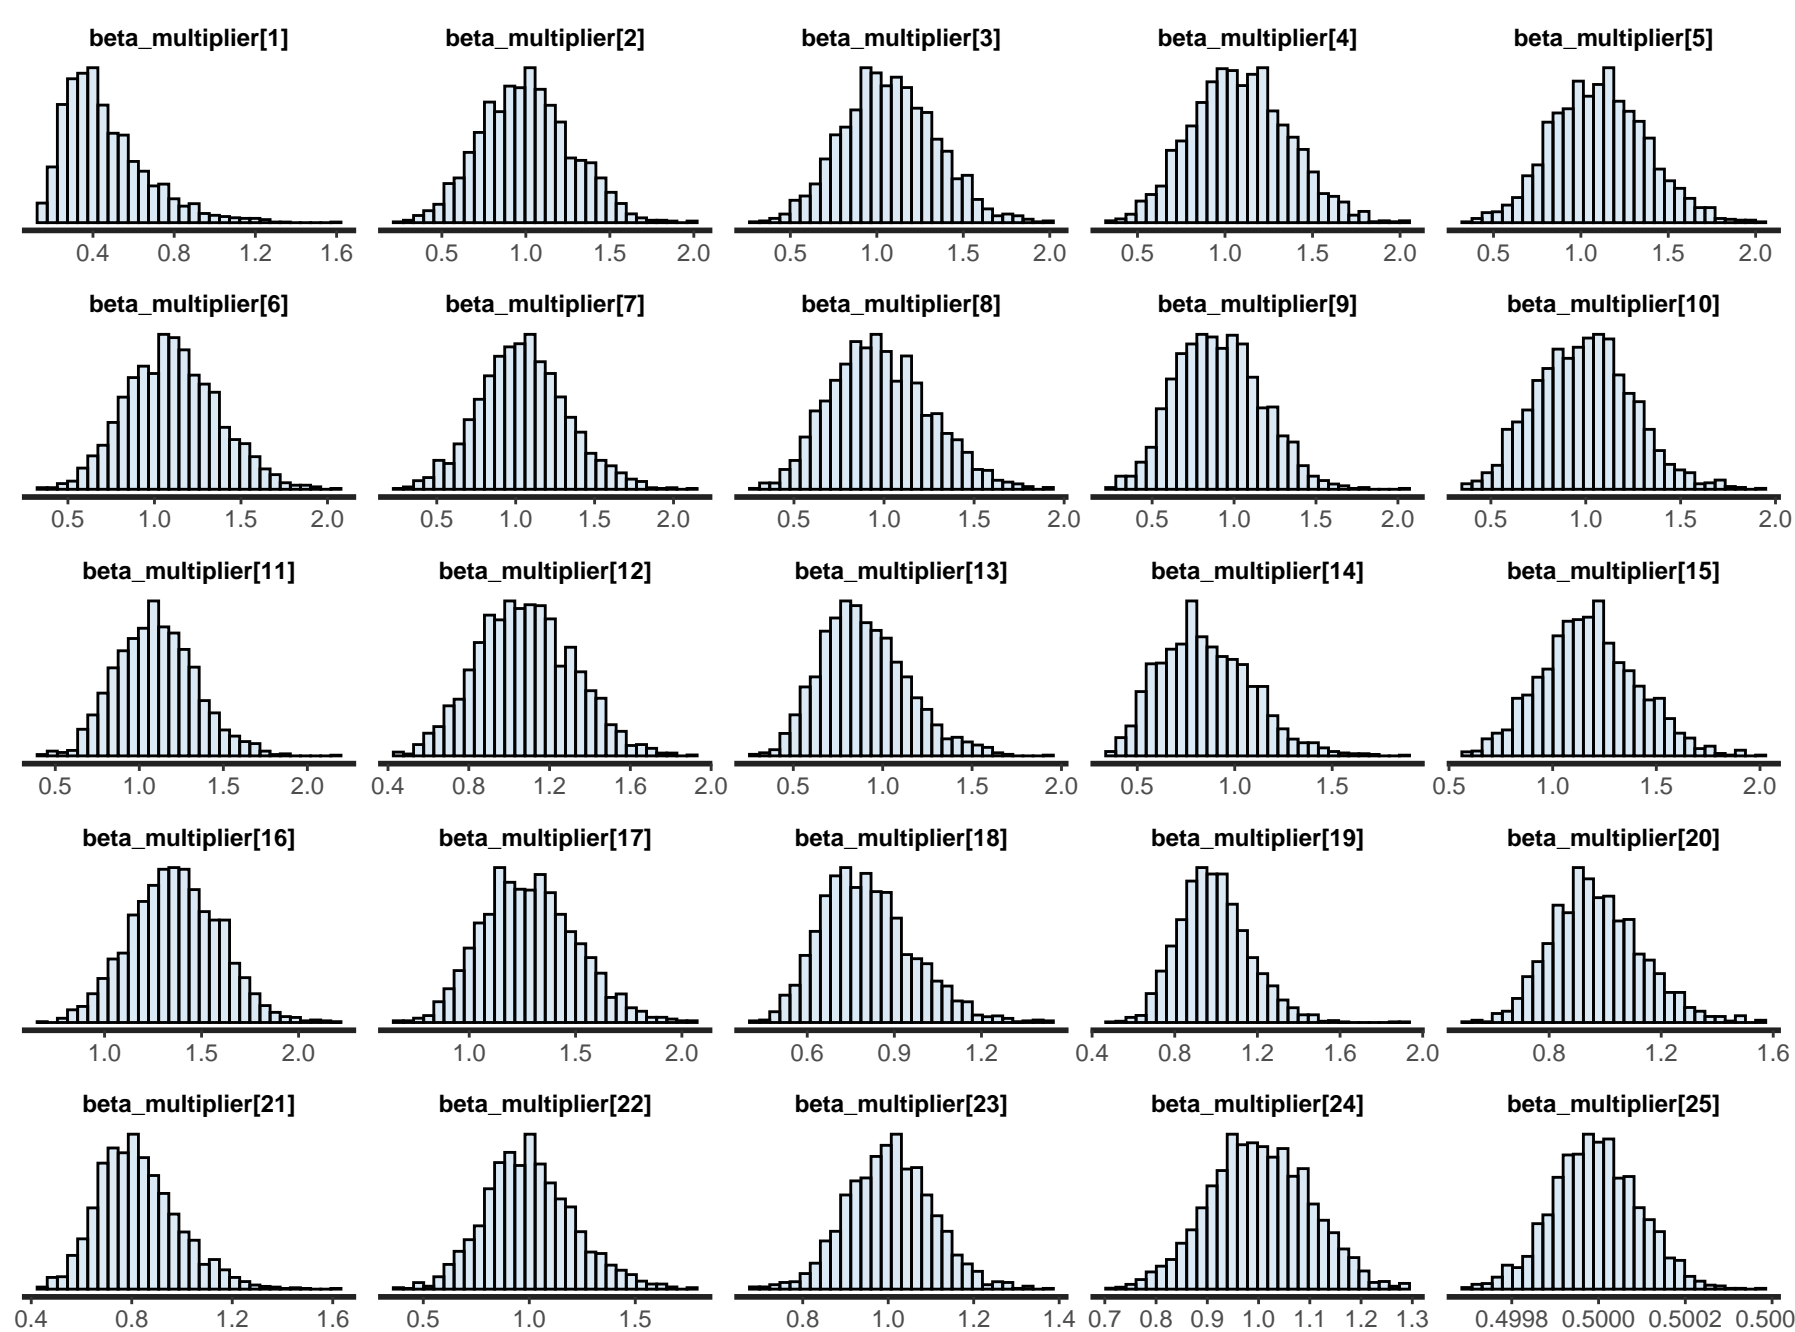 beta_multiplier[1] beta_multiplier[2] beta_multiplier[3] beta_multiplier[4] beta_multiplier[5]
0.4 0.8 1.2 1.6 0.5 1.0 1.5 2.0 0.5 1.0 1.5 2.0 0.5 1.0 1.5 2.0 0.5 1.0 1.5 2.0
beta_multiplier[6] beta_multiplier[7] beta_multiplier[8] beta_multiplier[9] beta_multiplier[10]
0.5 1.0 1.5 2.0 0.5 1.0 1.5 2.0 0.5 1.0 1.5 2.0 0.5 1.0 1.5 2.0 0.5 1.0 1.5 2.0
beta_multiplier[11] beta_multiplier[12] beta_multiplier[13] beta_multiplier[14] beta_multiplier[15]
0.5 1.0 1.5 2.0 0.4 0.8 1.2 1.6 2.0 0.5 1.0 1.5 2.0 0.5 1.0 1.5 0.5 1.0 1.5 2.0
beta_multiplier[16] beta_multiplier[17] beta_multiplier[18] beta_multiplier[19] beta_multiplier[20]
1.0 1.5 2.0 1.0 1.5 2.0 0.6 0.9 1.2 0.4 0.8 1.2 1.6 2.0 0.8 1.2 1.6
beta_multiplier[21] beta_multiplier[22] beta_multiplier[23] beta_multiplier[24] beta_multiplier[25]
0.4 0.8 1.2 1.6 0.5 1.0 1.5 0.8 1.0 1.2 1.4 0.7 0.8 0.9 1.0 1.1 1.2 1.3 0.4998 0.5000 0.5002 0.500